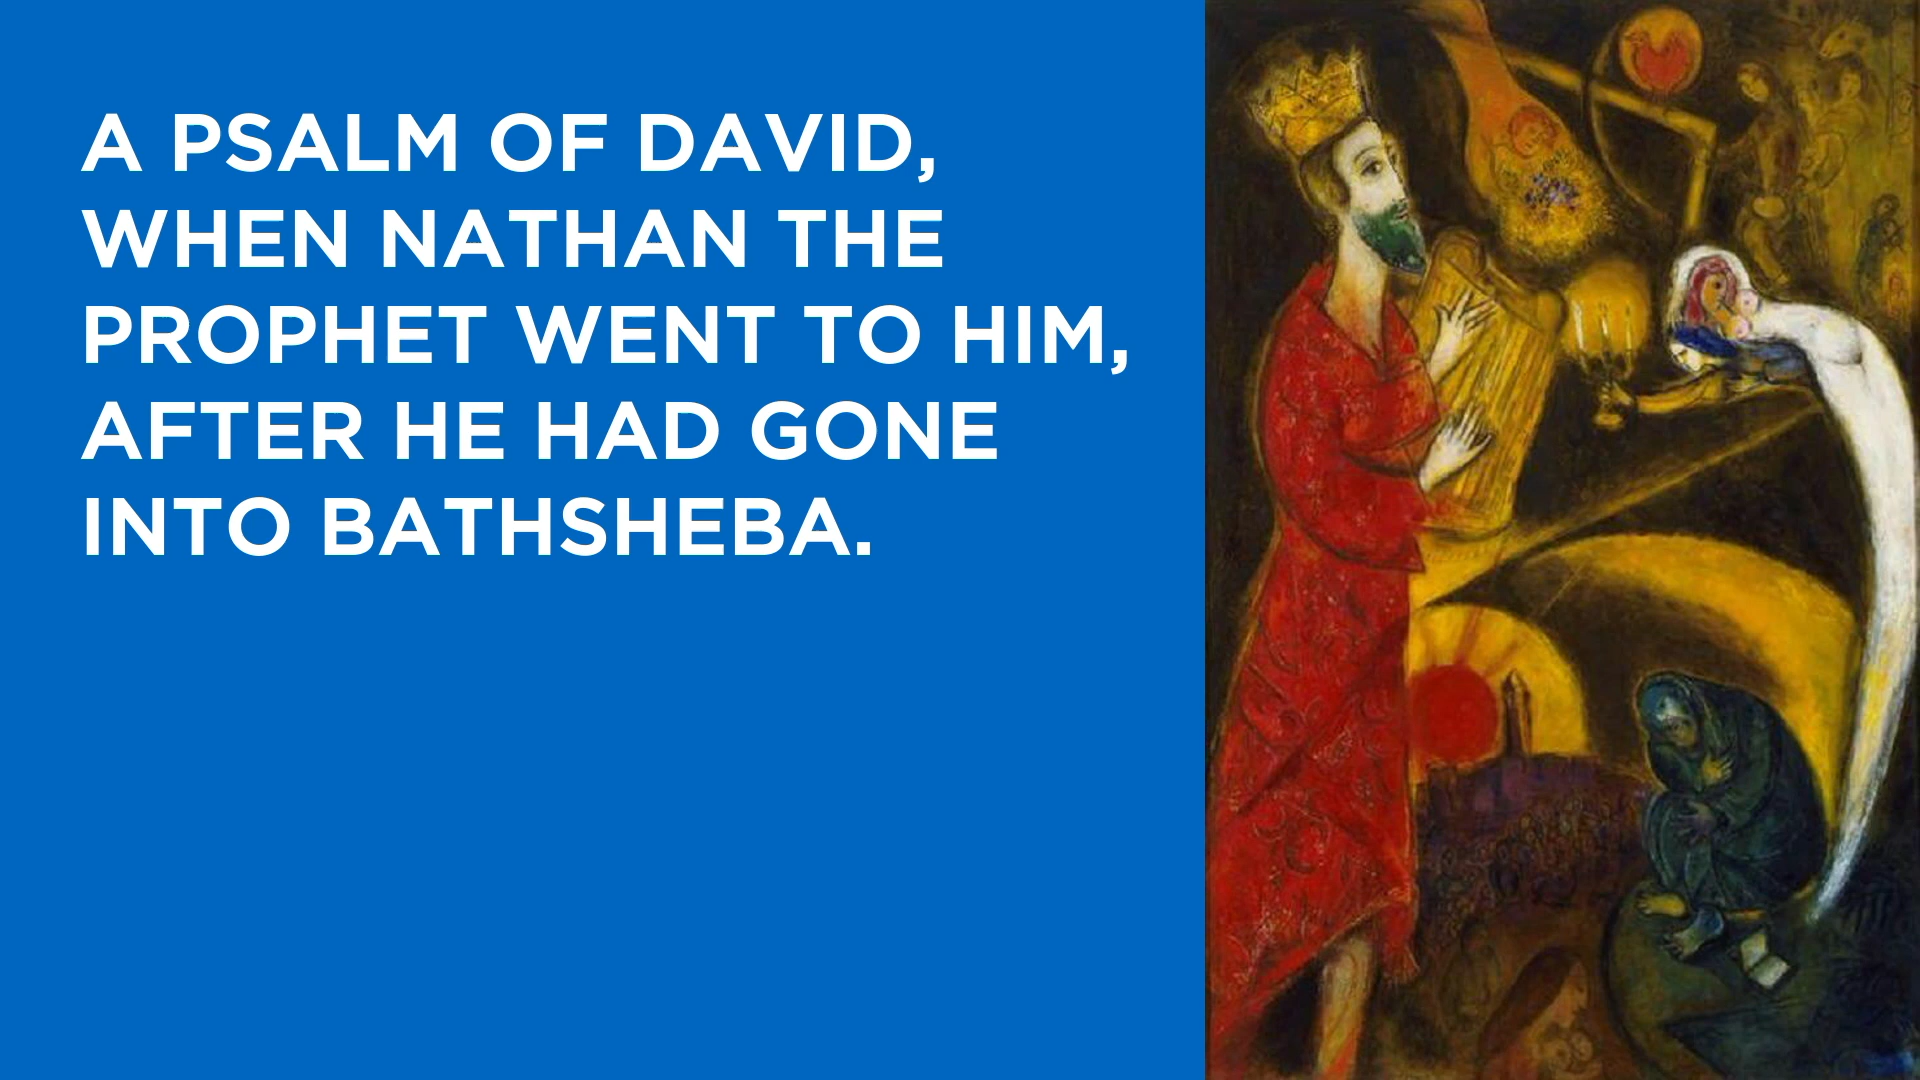 A PSALM OF DAVID,
WHEN NATHAN THE
PROPHET WENT TO HIM,
AFTER HE HAD GONE
INTO BATHSHEBA.